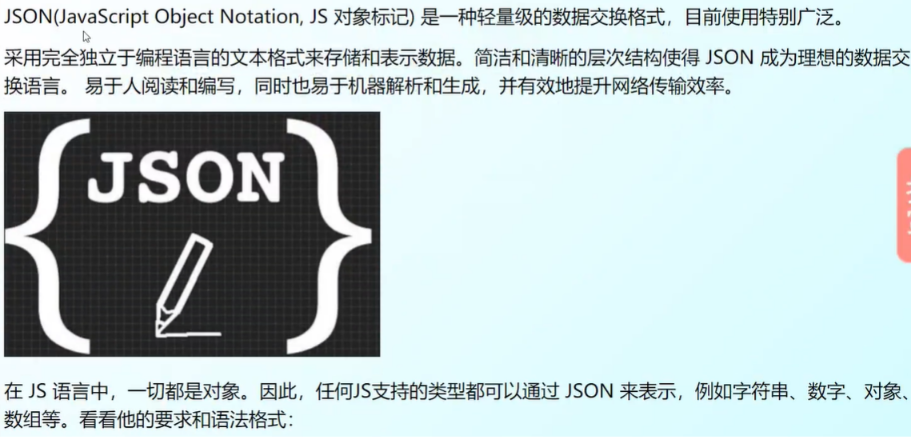 JSON(JavaScript Object Notation, JS 对象标记) 是一种轻量级的数据交换格式，目前使用特别广泛。
采用完全独立于编程语言的文本格式来存储和表示数据。简洁和清晰的层次结构使得 JSON 成为理想的数据交
换语言。 易于人阅读和编写，同时也易于机器解析和生成，并有效地提升网络传输效率。
{ JSON }
在 JS 语言中，一切都是对象。因此，任何JS支持的类型都可以通过 JSON 来表示，例如字符串、数字、对象、
数组等。看看他的要求和语法格式：